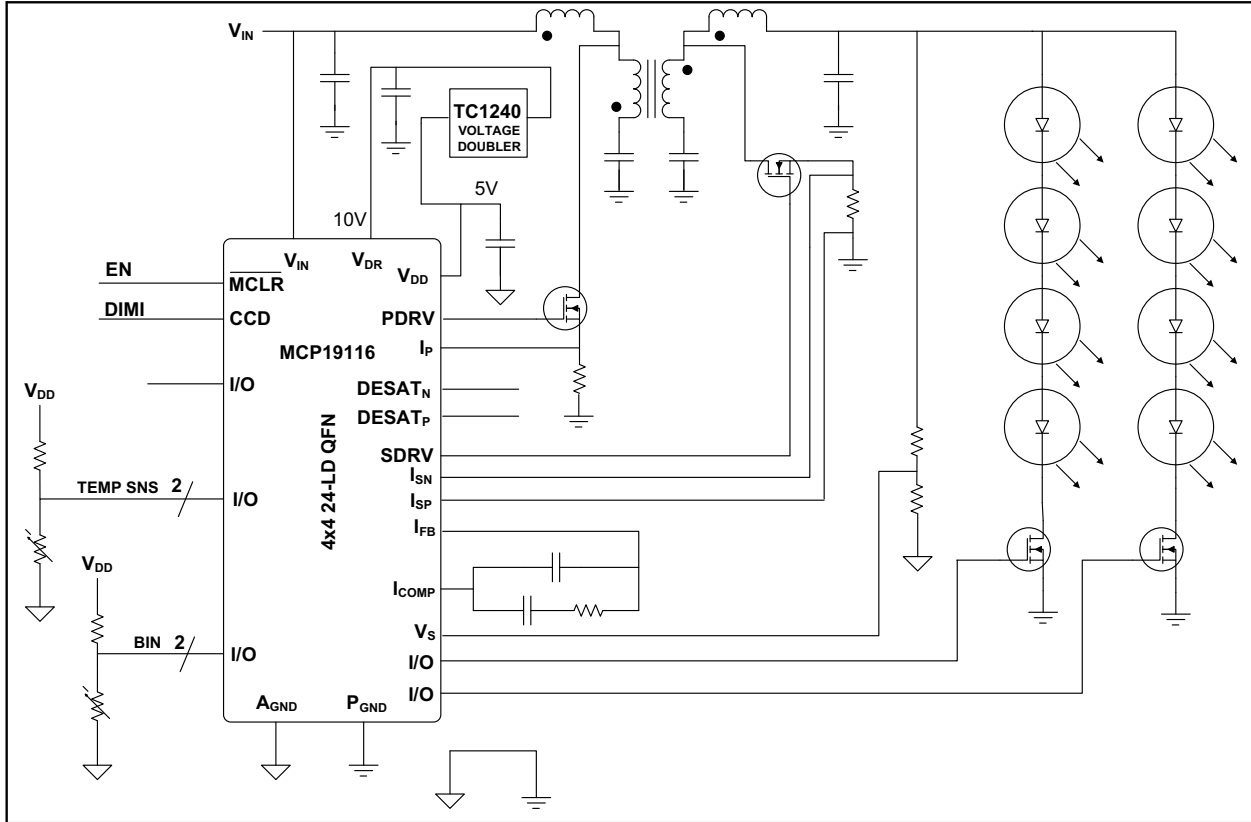 VIN
TC1240
VOLTAGE
DOUBLER
5V
10V
VIN
VDR
VDD
EN
MCLR
DIMI
CCD
PDRV
MCP19116
IP
I/O
VDD
DESATN
DESATP
4x4 24-LD QFN
SDRV
ISN
TEMP SNS 2
I/O
ISP
IFB
VDD
ICOMP
VS
BIN 2
I/O
I/O
I/O
AGND
PGND